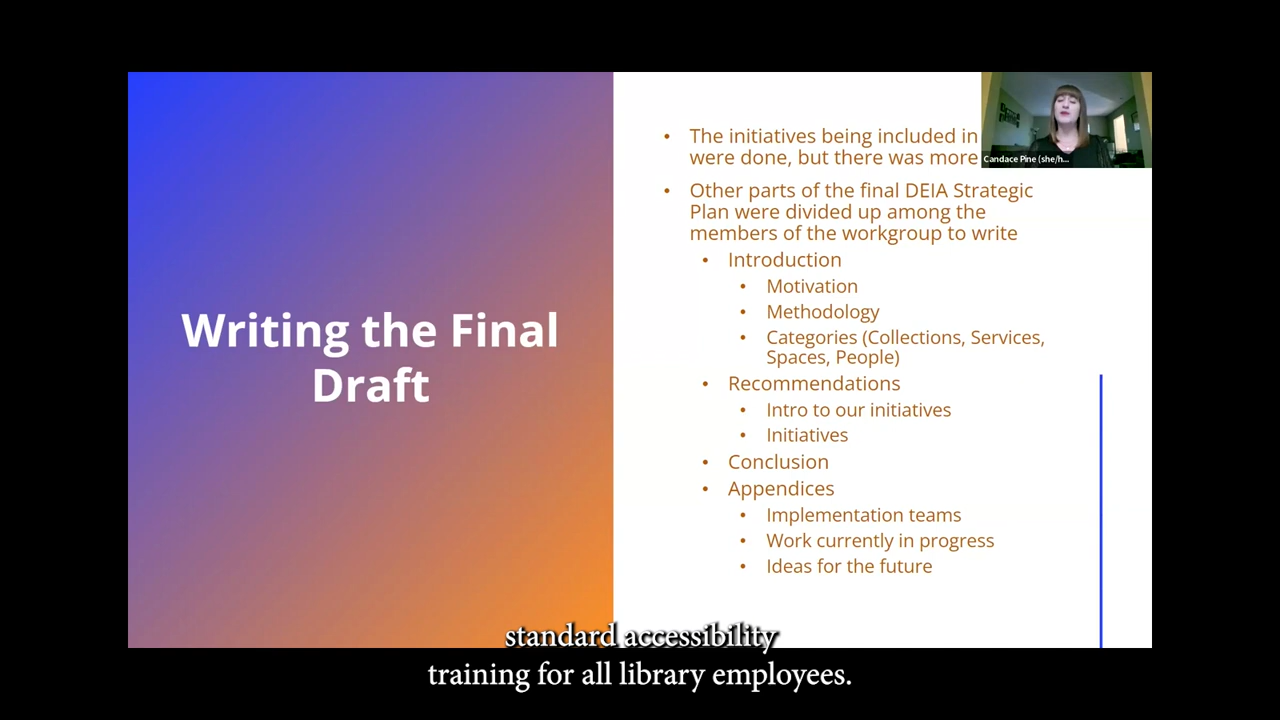 Writing the Final
Draft
• The initiatives being included in
were done, but there was more
• Other parts of the final DEIA Strategic
Plan were divided up among the
members of the workgroup to write
• Introduction
• Motivation
• Methodology
• Categories (Collections, Services,
Spaces, People)
• Recommendations
• Intro to our initiatives
• Initiatives
• Conclusion
• Appendices
• Implementation teams
• Work currently in progress
• Ideas for the future
Candace Pine (she/h...
standard accessibility
training for all library employees.